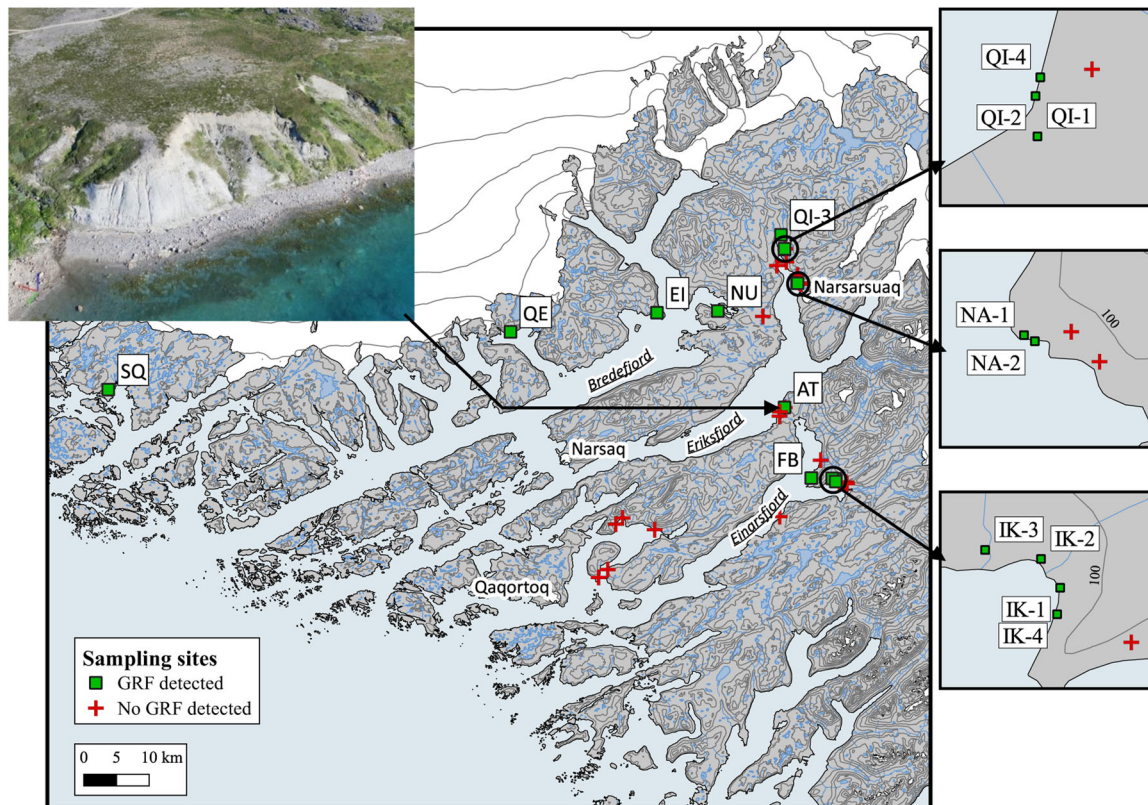 QI-4
QI-2
QI-1
QI-3
Narsarsuaq
EI
NU
QE
NA-1
NA-2
100
SQ
Bredefjord
AT
Narsaq
Eriksfjord
FB
Einarsfjord
Qaqortoq
IK-3
IK-2
100
IK-1
IK-4
Sampling sites
GRF detected
No GRF detected
0 5 10 km